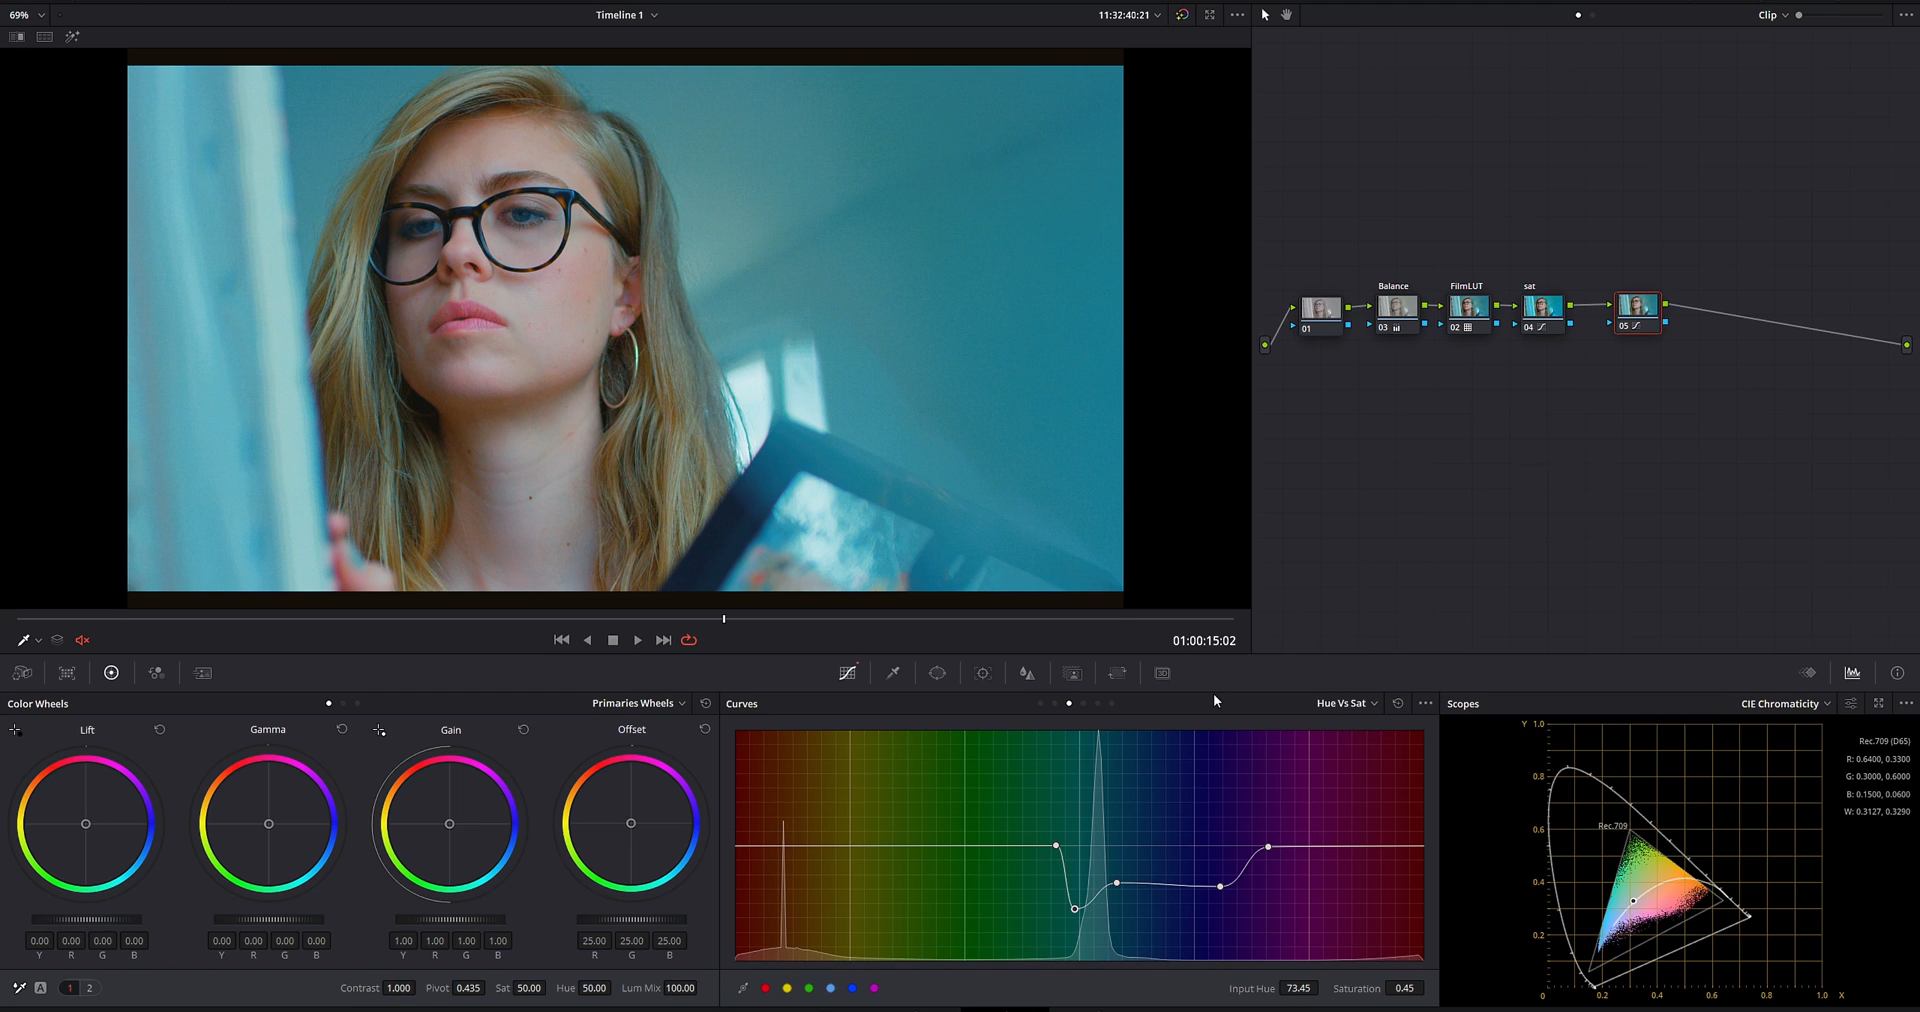 69%
Timeline 1
11:32:40:21
Clip
Balance
FilmLUT
sat
01
03
02
04
05
01:00:15:02
3D
Color Wheels
Primaries Wheels
Curves
Hue Vs Sat
Scopes
CIE Chromaticity
Lift
Gamma
Gain
Offset
0.00 0.00 0.00 0.00
Y R G B
0.00 0.00 0.00 0.00
Y R G B
1.00 1.00 1.00 1.00
Y R G B
25.00 25.00 25.00
R G B
A
1 2
Contrast 1.000 Pivot 0.435 Sat 50.00 Hue 50.00 Lum Mix 100.00
Input Hue 73.45 Saturation 0.45
Y 1.0
0.8
0.6
0.4
0.2
0 0.2 0.4 0.6 0.8 1.0 X
Rec.709
Rec.709 (D65)
R: 0.6400, 0.3300
G: 0.3000, 0.6000
B: 0.1500, 0.0600
W: 0.3127, 0.3290